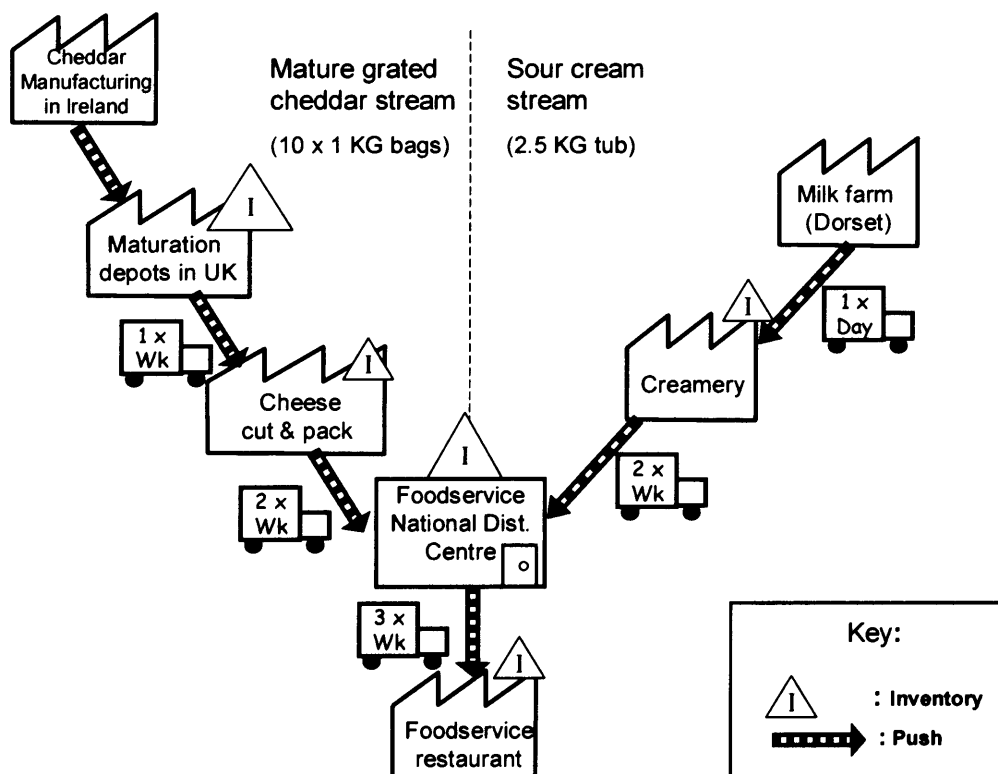 Cheddar
Manufacturing
in Ireland
Mature grated
cheddar stream
(10 x 1 KG bags)
Sour cream
stream
(2.5 KG tub)
Milk farm
(Dorset)
I
Maturation
depots in UK
1 x
Wk
I
1 x
Day
Creamery
I
Cheese
cut & pack
2 x
Wk
I
Foodservice
National Dist.
Centre
2 x
Wk
3 x
Wk
I
Foodservice
restaurant
Key:
I
: Inventory
: Push